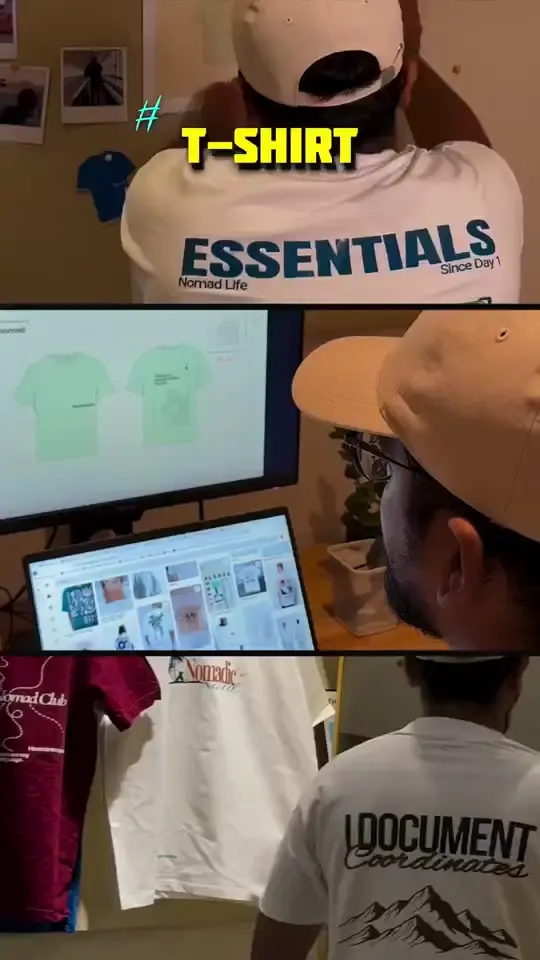 #
T-SHIRT
ESSENTIALS
Nomad Life
Since Day 1
Nomad Club
Nomadic
I DOCUMENT
Coordinates